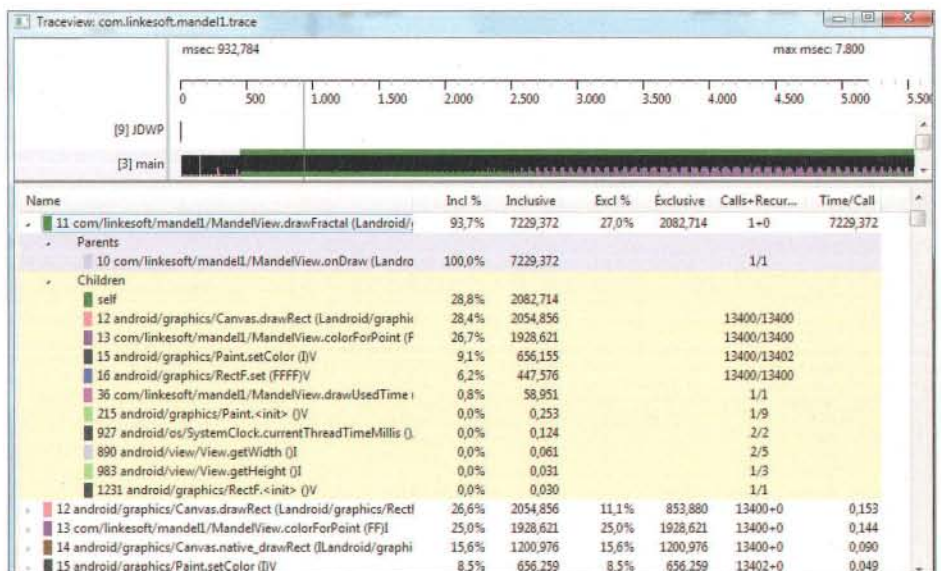 Traceview: com.linkesoft.mandel1.trace
msec: 932,784 max msec: 7.800
0 500 1.000 1.500 2.000 2.500 3.000 3.500 4.000 4.500 5.000 5.500
[9] JDWP
[3] main
Name Incl % Inclusive Excl % Exclusive Calls+Recur... Time/Call
11 com/linkesoft/mandel1/MandelView.drawFractal (Landroid/ 93,7% 7229,372 27,0% 2082,714 1+0 7229,372
Parents
10 com/linkesoft/mandel1/MandelView.onDraw (Landro 100,0% 7229,372 1/1
Children
self 28,8% 2082,714
12 android/graphics/Canvas.drawRect (Landroid/graphic 28,4% 2054,856 13400/13400
13 com/linkesoft/mandel1/MandelView.colorForPoint (F 26,7% 1928,621 13400/13400
15 android/graphics/Paint.setColor (I)V 9,1% 656,155 13400/13402
16 android/graphics/RectF.set (FFFF)V 6,2% 447,576 13400/13400
36 com/linkesoft/mandel1/MandelView.drawUsedTime 0,8% 58,951 1/1
215 android/graphics/Paint.<init> ()V 0,0% 0,253 1/9
927 android/os/SystemClock.currentThreadTimeMillis () 0,0% 0,124 2/2
890 android/view/View.getWidth ()I 0,0% 0,061 2/5
983 android/view/View.getHeight ()I 0,0% 0,031 1/3
1231 android/graphics/RectF.<init> ()V 0,0% 0,030 1/1
12 android/graphics/Canvas.drawRect (Landroid/graphics/Rect 26,6% 2054,856 11,1% 853,880 13400+0 0,153
13 com/linkesoft/mandel1/MandelView.colorForPoint (FF)I 25,0% 1928,621 25,0% 1928,621 13400+0 0,144
14 android/graphics/Canvas.native_drawRect (ILandroid/graphi 15,6% 1200,976 15,6% 1200,976 13400+0 0,090
15 android/graphics/Paint.setColor (I)V 8,5% 656,259 8,5% 656,259 13402+0 0,049